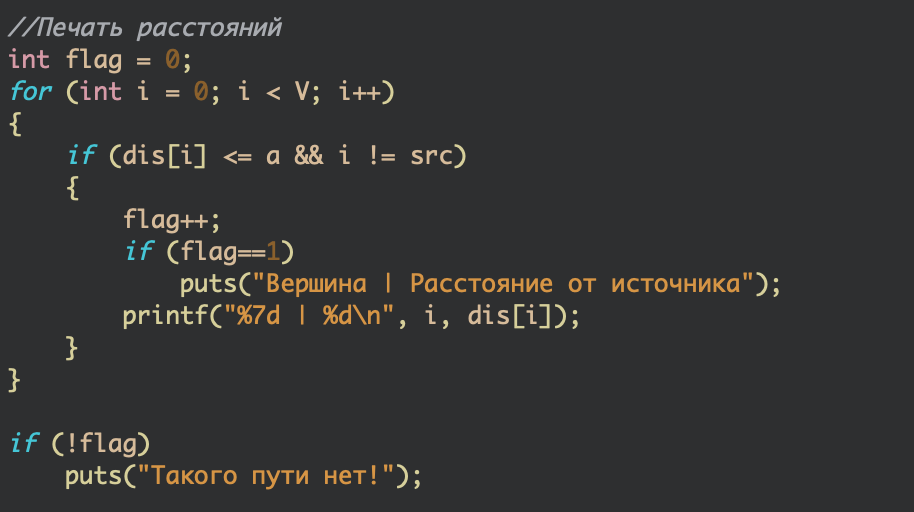 //Печать расстояний
int flag = 0;
for (int i = 0; i < V; i++)
{
    if (dis[i] <= a && i != src)
    {
        flag++;
        if (flag==1)
            puts("Вершина | Расстояние от источника");
        printf("%7d | %d\n", i, dis[i]);
    }
}

if (!flag)
    puts("Такого пути нет!");